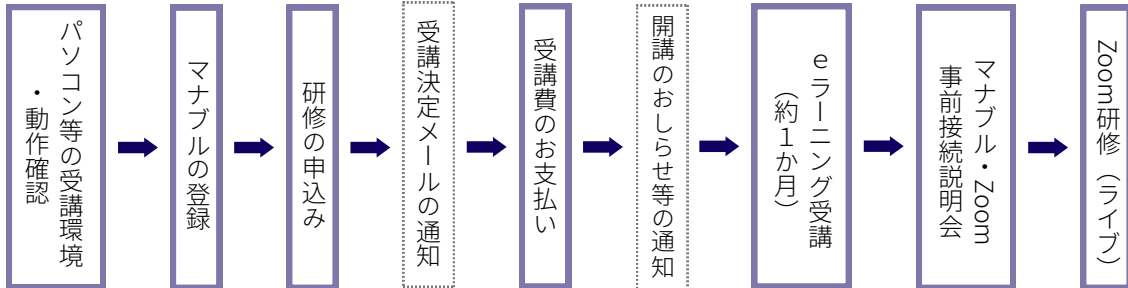 パソコン等の受講環境
・動作確認
マナブルの登録
研修の申込み
受講決定メールの通知
受講費のお支払い
開講のおしらせ等の通知
eラーニング受講
（約１か月）
マナブル・Zoom
事前接続説明会
Zoom研修（ライブ）